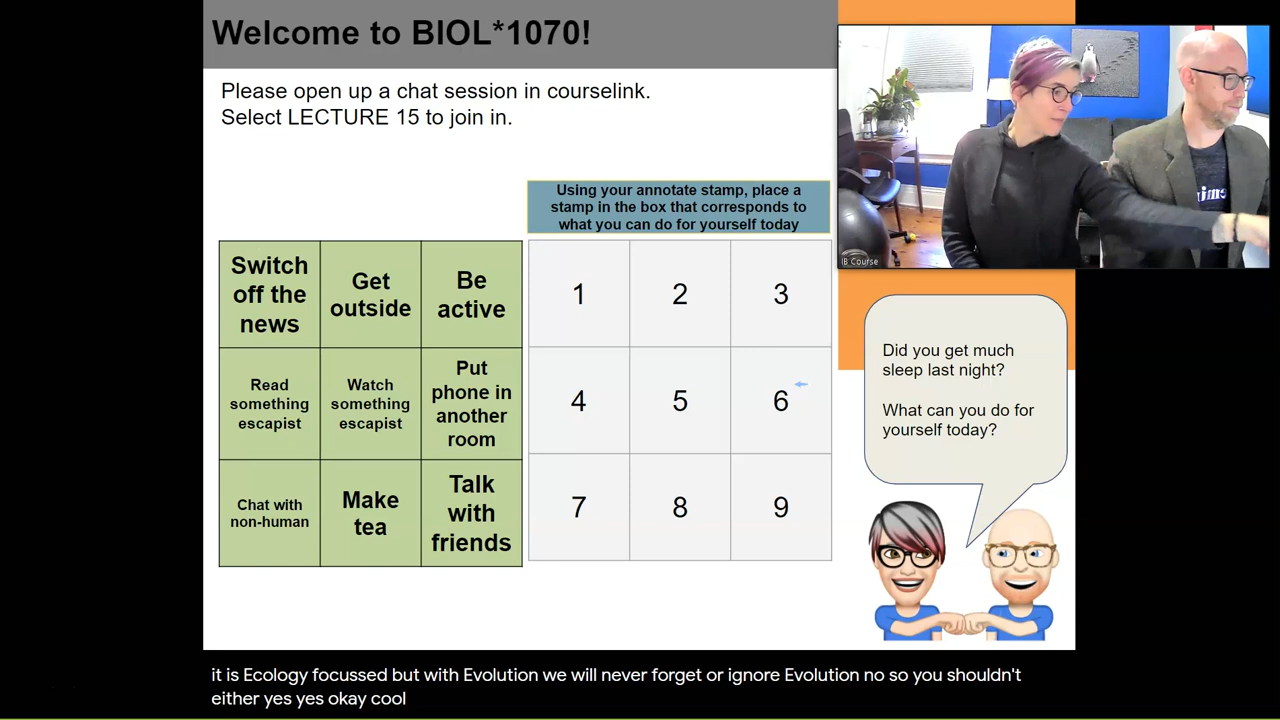 Welcome to BIOL*1070!
Please open up a chat session in courselink.
Select LECTURE 15 to join in.
Using your annotate stamp, place a
stamp in the box that corresponds to
what you can do for yourself today
Switch
off the
news
Get
outside
Be
active
1
2
3
Read
something
escapist
Watch
something
escapist
Put
phone in
another
room
4
5
6
Chat with
non-human
Make
tea
Talk
with
friends
7
8
9
IB Course
Did you get much
sleep last night?
What can you do for
yourself today?
it is Ecology focussed but with Evolution we will never forget or ignore Evolution no so you shouldn't
either yes yes okay cool